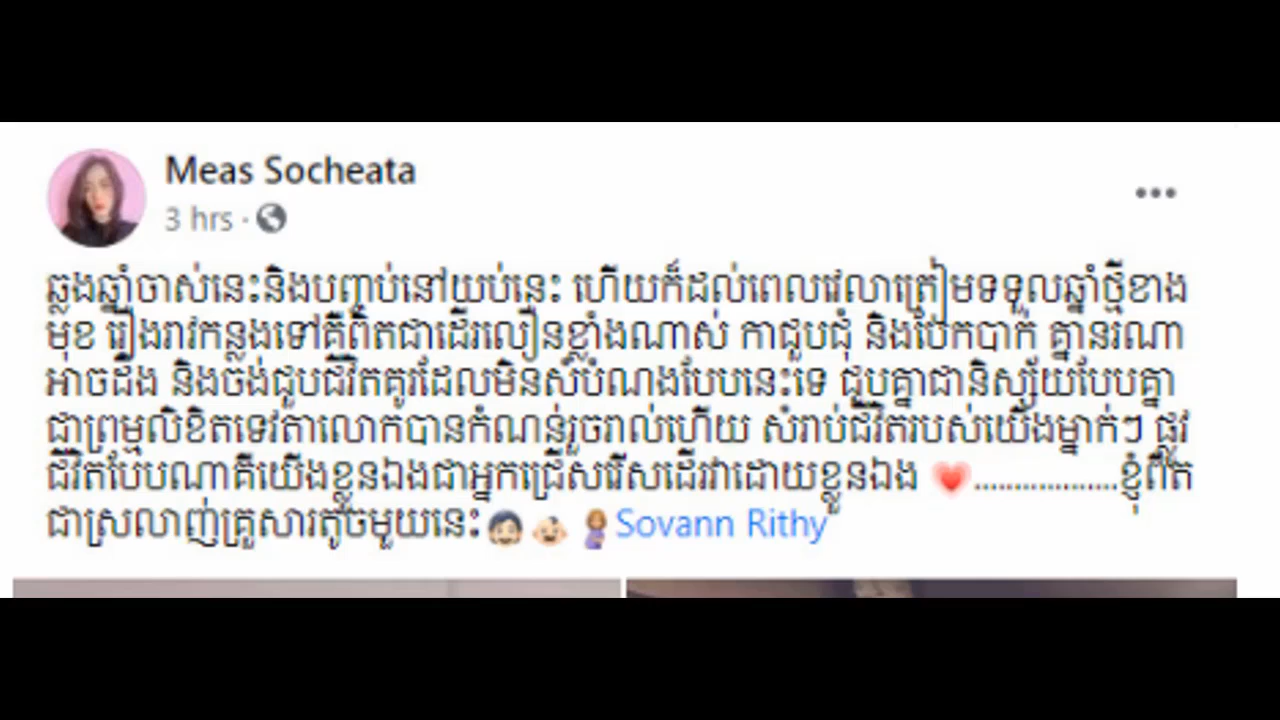 Meas Socheata
3 hrs ·
ឆ្លងឆ្នាំចាស់នេះនិងបញ្ចប់នៅយប់នេះ ហើយក៏ដល់ពេលវេលាត្រៀមទទួលឆ្នាំថ្មីខាង
មុខ រឿងរាវកន្លងទៅគឺពិតជាដើរលឿនខ្លាំងណាស់ កាជួបជុំ និងបែកបាក់ គ្មានរណា
អាចដឹង និងចង់ជួបជីវិតគូរដែលមិនសំបំណងបែបនេះទេ ជួបគ្នាជានិស្ស័យបែបគ្នា
ជាព្រហ្មលិខិតទេវតាលោកបានកំណន់រួចរាល់ហើយ សំរាប់ជីវិតរបស់យើងម្នាក់ៗ ផ្លូវ
ជីវិតបែបណាគឺយើងខ្លួនឯងជាអ្នកជ្រើសរើសដើរវាដោយខ្លួនឯង ❤️..................ខ្ញុំពិត
ជាស្រលាញ់គ្រួសារតូចមួយនេះ👨🏻👶🏻🤰🏼Sovann Rithy